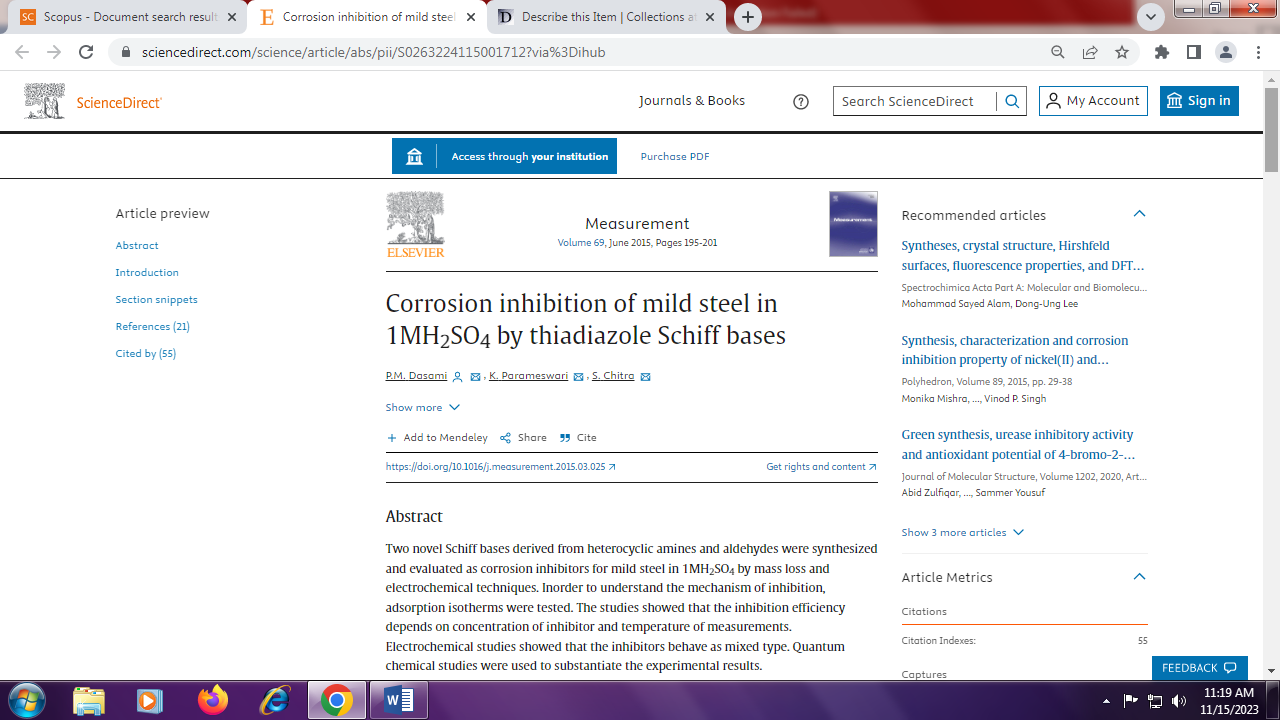 Scopus - Document search result
Corrosion inhibition of mild steel
Describe this Item | Collections a
sciencedirect.com/science/article/abs/pii/S0263224115001712?via%3Dihub
ScienceDirect
Journals & Books
Search ScienceDirect
My Account
Sign in
Access through your institution
Purchase PDF
Article preview
Abstract
Introduction
Section snippets
References (21)
Cited by (55)
ELSEVIER
Measurement
Volume 69, June 2015, Pages 195-201
Measurement
Corrosion inhibition of mild steel in
1MH₂SO₄ by thiadiazole Schiff bases
P.M. Dasami , K. Parameswari , S. Chitra
Show more
Add to Mendeley Share Cite
https://doi.org/10.1016/j.measurement.2015.03.025
Get rights and content
Abstract
Two novel Schiff bases derived from heterocyclic amines and aldehydes were synthesized
and evaluated as corrosion inhibitors for mild steel in 1MH₂SO₄ by mass loss and
electrochemical techniques. Inorder to understand the mechanism of inhibition,
adsorption isotherms were tested. The studies showed that the inhibition efficiency
depends on concentration of inhibitor and temperature of measurements.
Electrochemical studies showed that the inhibitors behave as mixed type. Quantum
chemical studies were used to substantiate the experimental results.
Recommended articles
Syntheses, crystal structure, Hirshfeld
surfaces, fluorescence properties, and DFT...
Spectrochimica Acta Part A: Molecular and Biomolecu...
Mohammad Sayed Alam, Dong-Ung Lee
Synthesis, characterization and corrosion
inhibition property of nickel(II) and...
Polyhedron, Volume 89, 2015, pp. 29-38
Monika Mishra, ..., Vinod P. Singh
Green synthesis, urease inhibitory activity
and antioxidant potential of 4-bromo-2-...
Journal of Molecular Structure, Volume 1202, 2020, Art...
Abid Zulfiqar, ..., Sammer Yousuf
Show 3 more articles
Article Metrics
Citations
Citation Indexes: 55
Captures
FEEDBACK
11:19 AM
11/15/2023